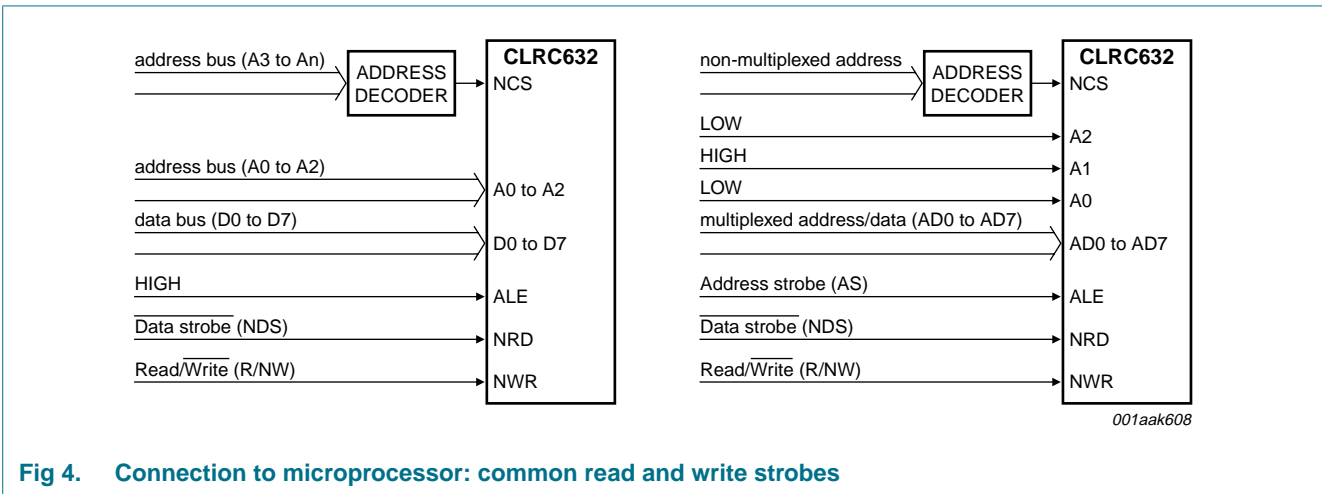 address bus (A3 to An)
ADDRESS
DECODER
CLRC632
NCS
address bus (A0 to A2)
A0 to A2
data bus (D0 to D7)
D0 to D7
HIGH
ALE
Data strobe (NDS)
NRD
Read/Write (R/NW)
NWR
non-multiplexed address
ADDRESS
DECODER
CLRC632
NCS
LOW
A2
HIGH
A1
LOW
A0
multiplexed address/data (AD0 to AD7)
AD0 to AD7
Address strobe (AS)
ALE
Data strobe (NDS)
NRD
Read/Write (R/NW)
NWR
001aak608
Fig 4. Connection to microprocessor: common read and write strobes